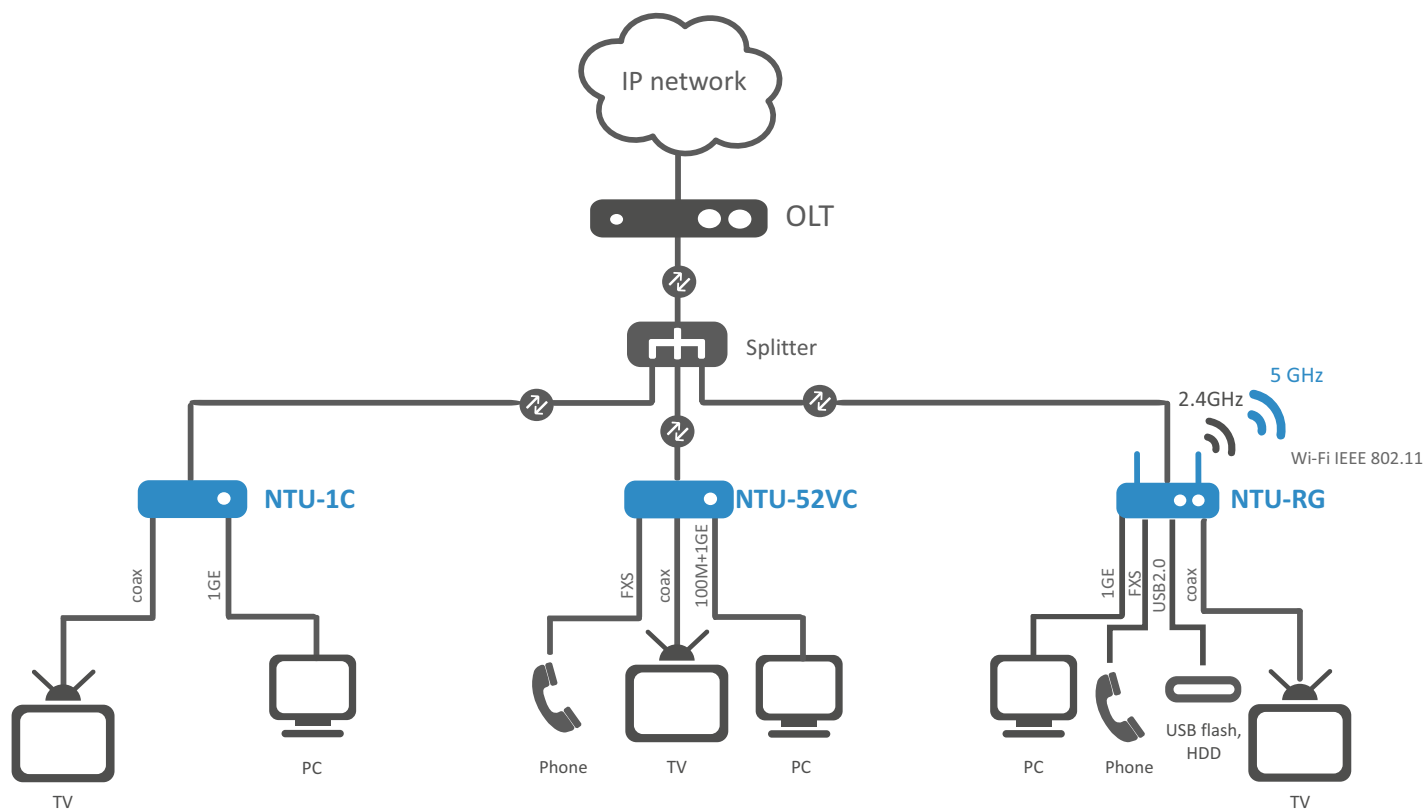 IP network
OLT
Splitter
5 GHz
2.4GHz
Wi-Fi IEEE 802.11
NTU-1C
NTU-52VC
NTU-RG
coax
1GE
FXS
coax
100M+1GE
1GE
FXS
USB2.0
coax
TV
PC
Phone
TV
PC
PC
Phone
USB flash,
HDD
TV